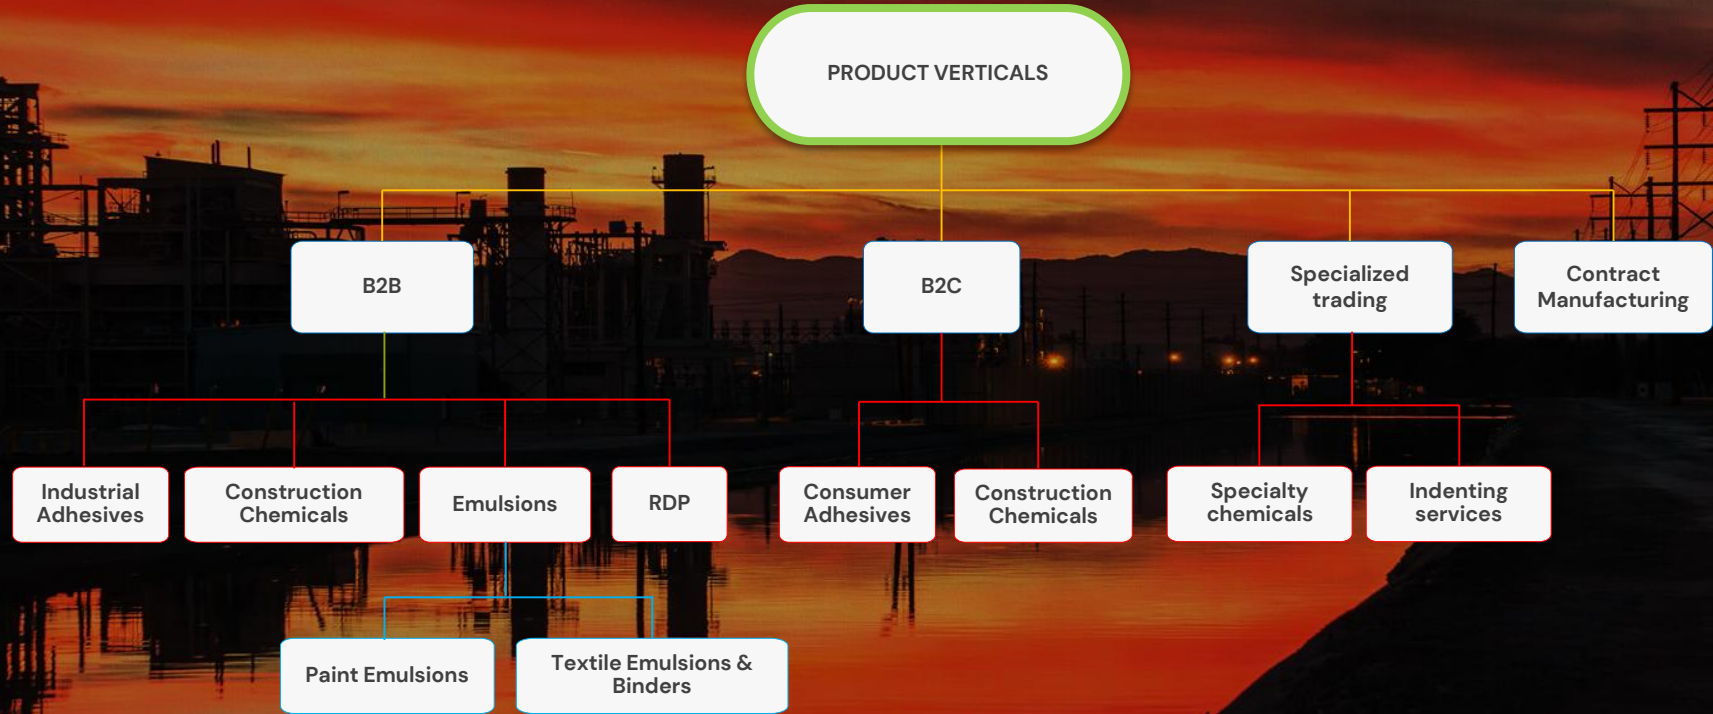 PRODUCT VERTICALS
B2B
B2C
Specialized
trading
Contract
Manufacturing
Industrial
Adhesives
Construction
Chemicals
Emulsions
RDP
Consumer
Adhesives
Construction
Chemicals
Specialty
chemicals
Indenting
services
Paint Emulsions
Textile Emulsions &
Binders